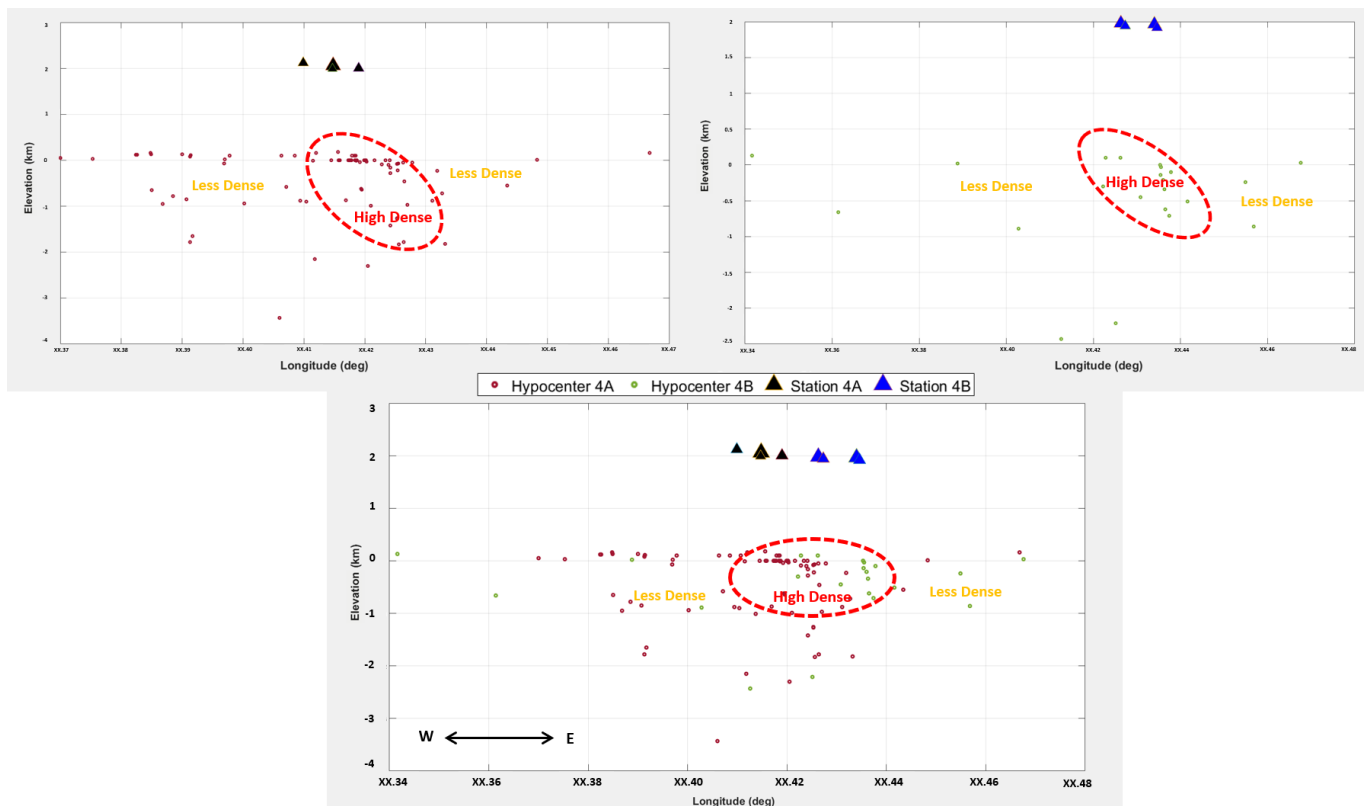 3
2
1
0
-1
-2
-3
-4
Elevation (km)
Less Dense
High Dense
Less Dense
XX.37 XX.38 XX.39 XX.40 XX.41 XX.42 XX.43 XX.44 XX.45 XX.46 XX.47
Longitude (deg)
2
1.5
1
0.5
0
-0.5
-1
-1.5
-2
-2.5
Elevation (km)
Less Dense
High Dense
Less Dense
XX.34 XX.36 XX.38 XX.40 XX.42 XX.44 XX.46 XX.48
Longitude (deg)
Hypocenter 4A Hypocenter 4B Station 4A Station 4B
3
2
1
0
-1
-2
-3
-4
Elevation (km)
Less Dense
High Dense
Less Dense
W E
XX.34 XX.36 XX.38 XX.40 XX.42 XX.44 XX.46 XX.48
Longitude (deg)